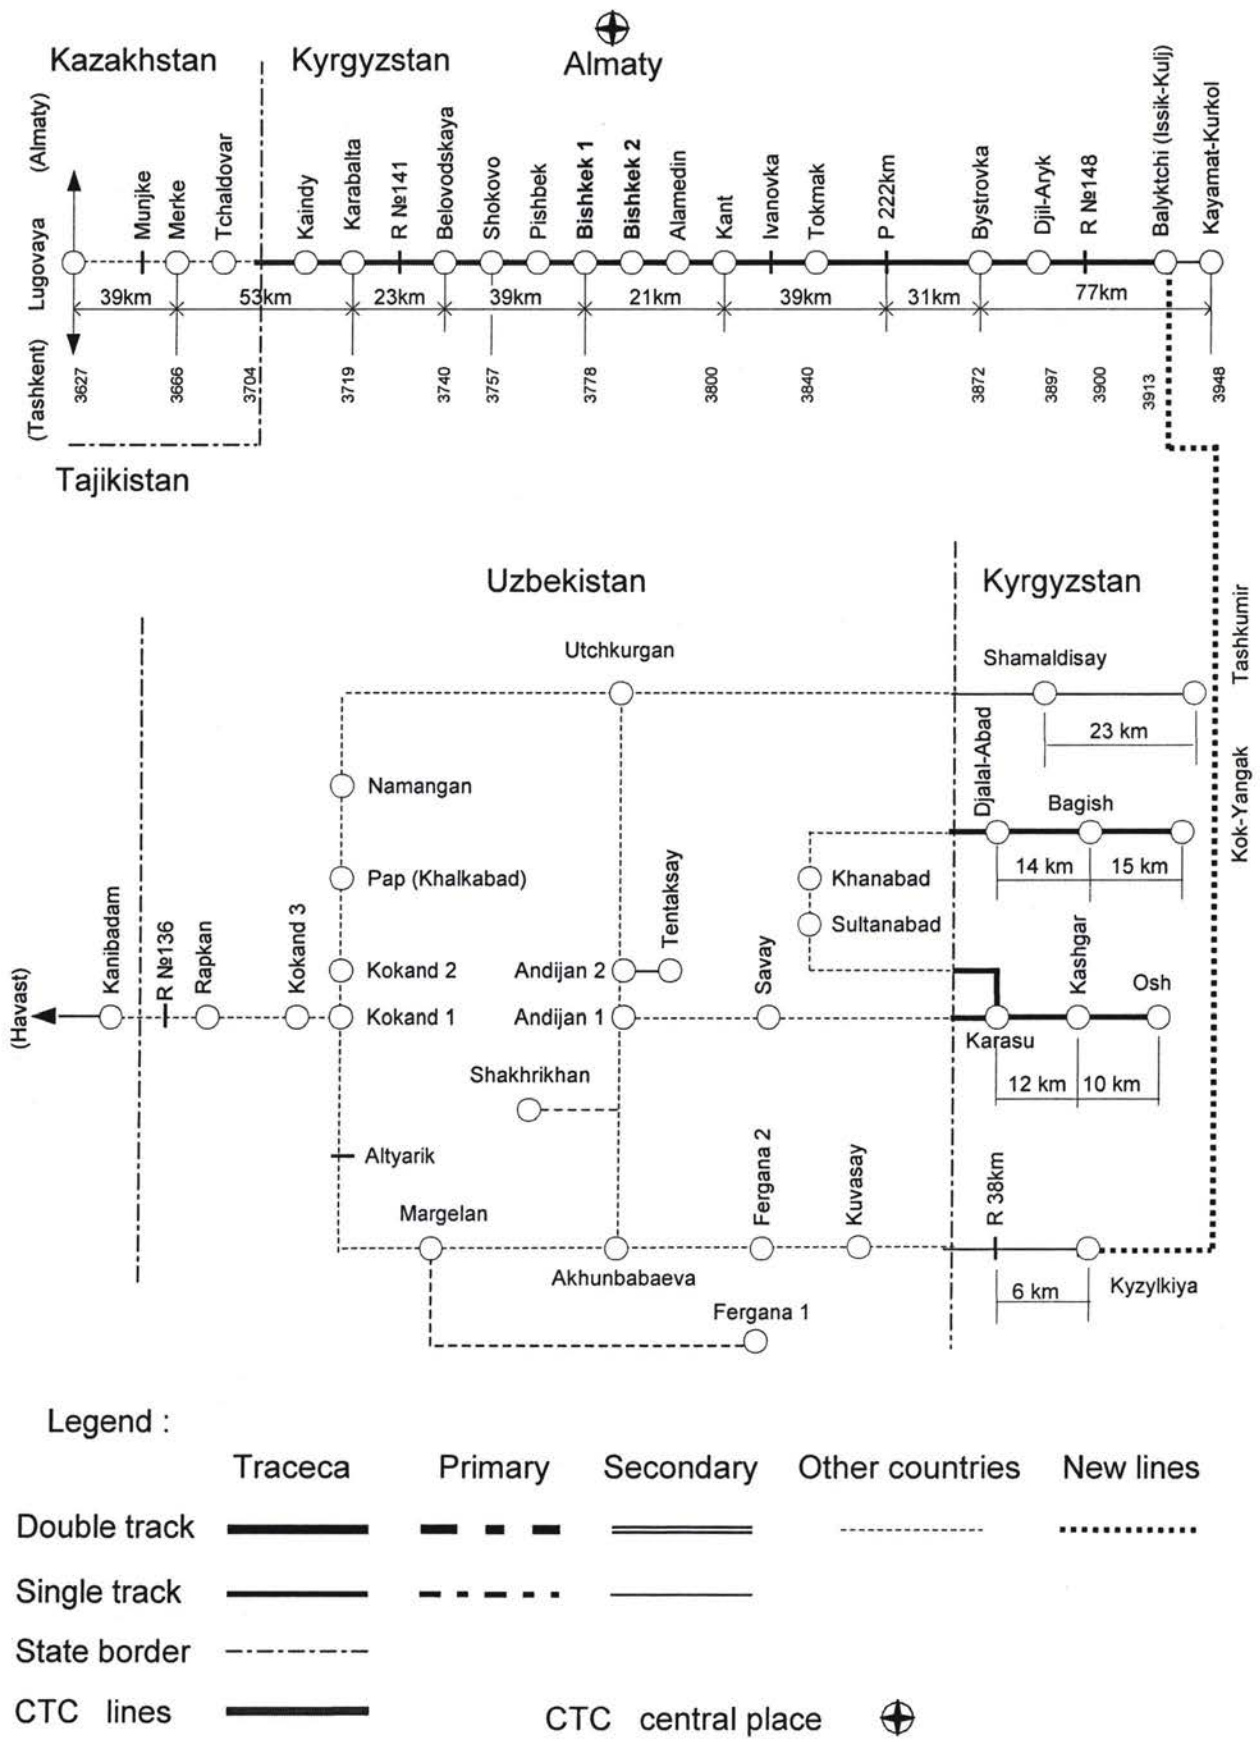 Kazakhstan
Kyrgyzstan
Almaty
(Almaty)
Lugovaya
(Tashkent)
Munjke
Merke
Tchaldovar
Kaindy
Karabalta
R №141
Belovodskaya
Shokovo
Pishbek
Bishkek 1
Bishkek 2
Alamedin
Kant
Ivanovka
Tokmak
P 222km
Bystrovka
Djil-Aryk
R №148
Balyktchi (Issik-Kulj)
Kayamat-Kurkol
39km
53km
23km
39km
21km
39km
31km
77km
3627
3666
3704
3719
3740
3757
3778
3800
3840
3872
3897
3900
3913
3948
Tajikistan
Uzbekistan
Kyrgyzstan
Tashkumir
Utchkurgan
Shamaldisay
23 km
Djalal-Abad
Kok-Yangak
Namangan
Bagish
14 km
15 km
Pap (Khalkabad)
Khanabad
Sultanabad
Tentaksay
Kanibadam
R №136
Rapkan
Kokand 3
Kokand 2
Andijan 2
Savay
Kashgar
Osh
(Havast)
Kokand 1
Andijan 1
Karasu
Shakhrikhan
12 km
10 km
Altyarik
Margelan
Fergana 2
Kuvasay
R 38km
Akhunbabaeva
6 km
Kyzylkiya
Fergana 1
Legend :
Traceca
Primary
Secondary
Other countries
New lines
Double track
Single track
State border
CTC lines
CTC central place